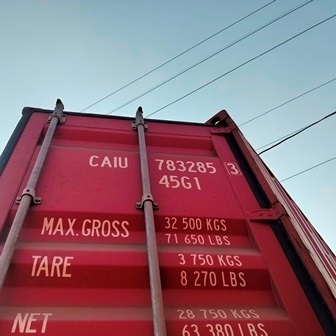 CAIU 783285 3
45G1
MAX.GROSS 32 500 KGS
71 650 LBS
TARE 3 750 KGS
8 270 LBS
NET 28 750 KGS
63 380 LBS